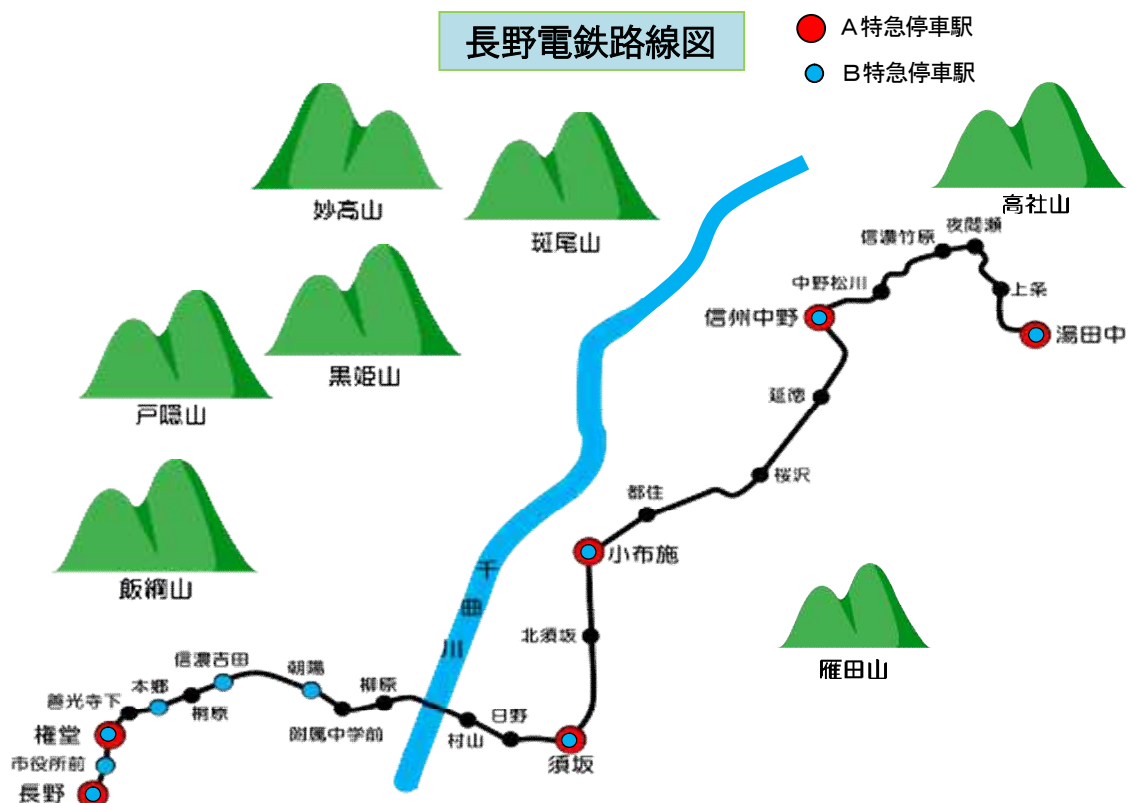 長野電鉄路線図
A特急停車駅
B特急停車駅
妙高山
斑尾山
高社山
夜間瀬
信濃竹原
中野松川
上条
信州中野
湯田中
黒姫山
戸隠山
延徳
桜沢
都住
小布施
飯綱山
千曲川
北須坂
雁田山
信濃吉田
朝陽
本郷
柳原
善光寺下
桐原
日野
権堂
附属中学前
村山
市役所前
須坂
長野